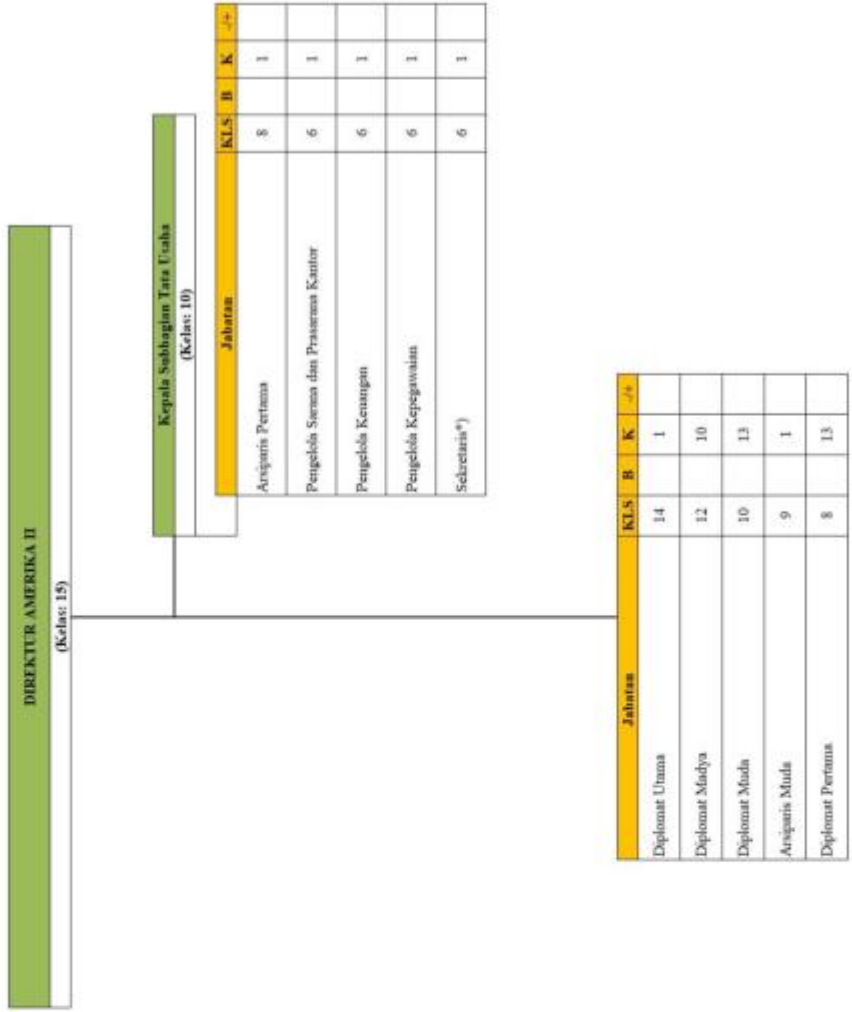 DIREKTUR AMERIKA II
(Kelas: 15)
Kepala Subbagian Tata Usaha
(Kelas: 10)
Jabatan KLS B K -/+
Arsiparis Pertama 8 1
Pengelola Sarana dan Prasarana Kantor 6 1
Pengelola Keuangan 6 1
Pengelola Kepegawaian 6 1
Sekretaris*) 6 1
Jabatan KLS B K -/+
Diplomat Utama 14 1
Diplomat Madya 12 10
Diplomat Muda 10 13
Arsiparis Muda 9 1
Diplomat Pertama 8 13